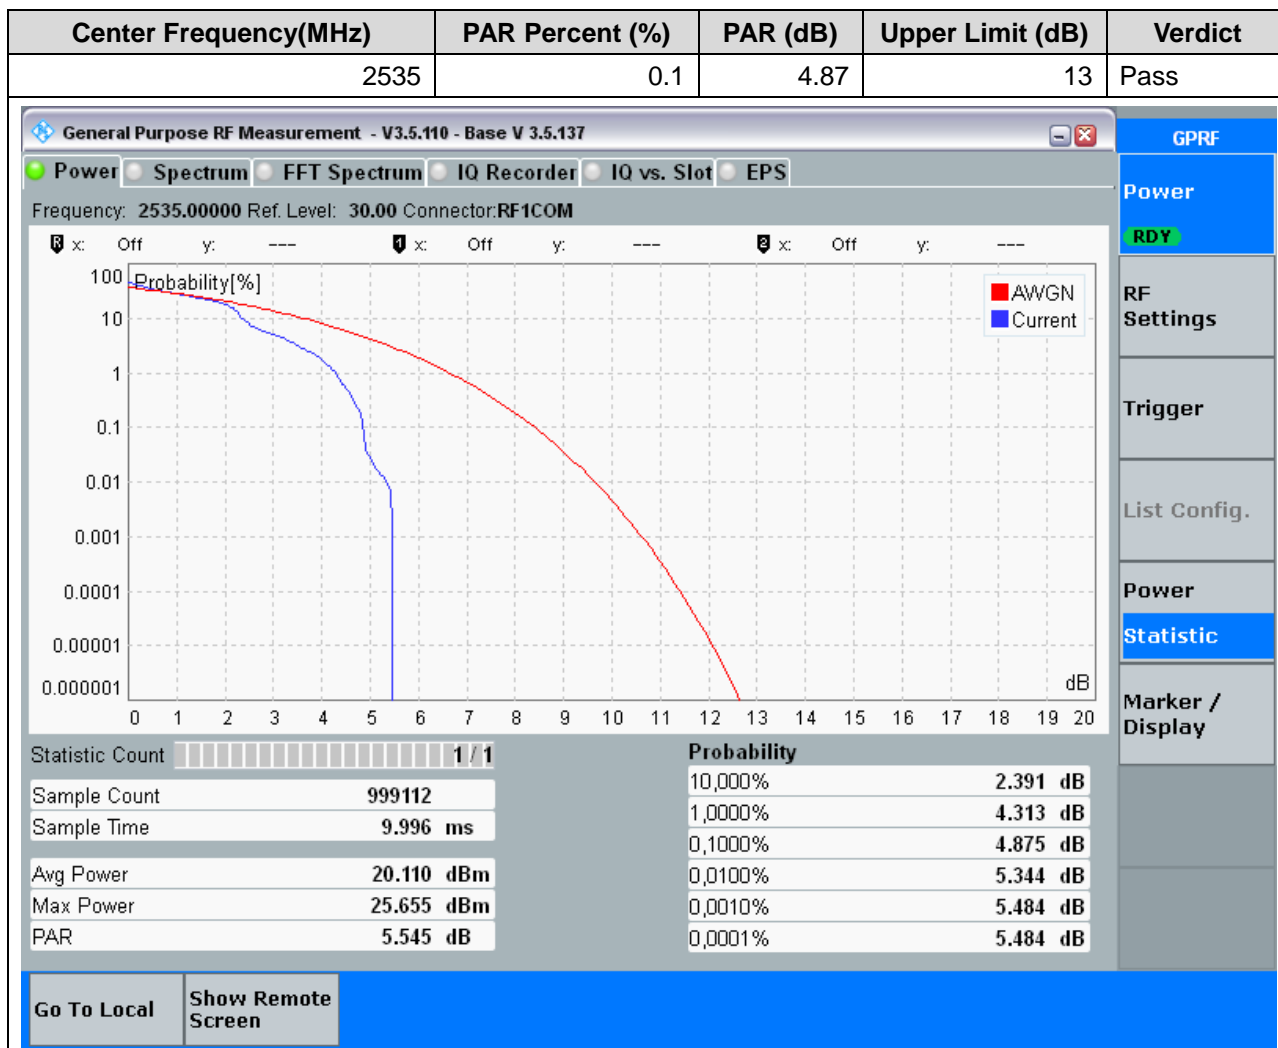 Center Frequency(MHz) PAR Percent (%) PAR (dB) Upper Limit (dB) Verdict
2535 0.1 4.87 13 Pass
General Purpose RF Measurement - V3.5.110 - Base V 3.5.137
GPRF
Power Spectrum FFT Spectrum IQ Recorder IQ vs. Slot EPS
Frequency: 2535.00000 Ref. Level: 30.00 Connector:RF1COM
R x: Off y: --- 1 x: Off y: --- 2 x: Off y: ---
Probability[%]
100
10
1
0.1
0.01
0.001
0.0001
0.00001
0.000001
AWGN
Current
dB
0 1 2 3 4 5 6 7 8 9 10 11 12 13 14 15 16 17 18 19 20
Statistic Count 1 / 1
Sample Count 999112
Sample Time 9.996 ms
Avg Power 20.110 dBm
Max Power 25.655 dBm
PAR 5.545 dB
Probability
10,000% 2.391 dB
1,0000% 4.313 dB
0,1000% 4.875 dB
0,0100% 5.344 dB
0,0010% 5.484 dB
0,0001% 5.484 dB
Power
RDY
RF
Settings
Trigger
List Config.
Power
Statistic
Marker /
Display
Go To Local
Show Remote
Screen